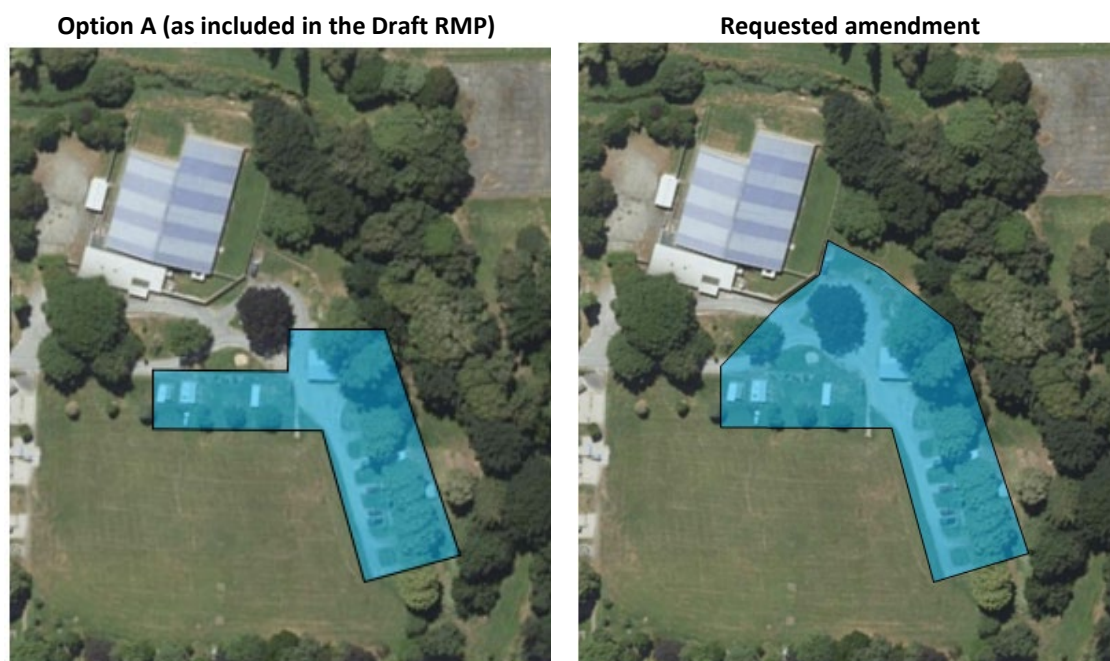 Option A (as included in the Draft RMP)
Requested amendment